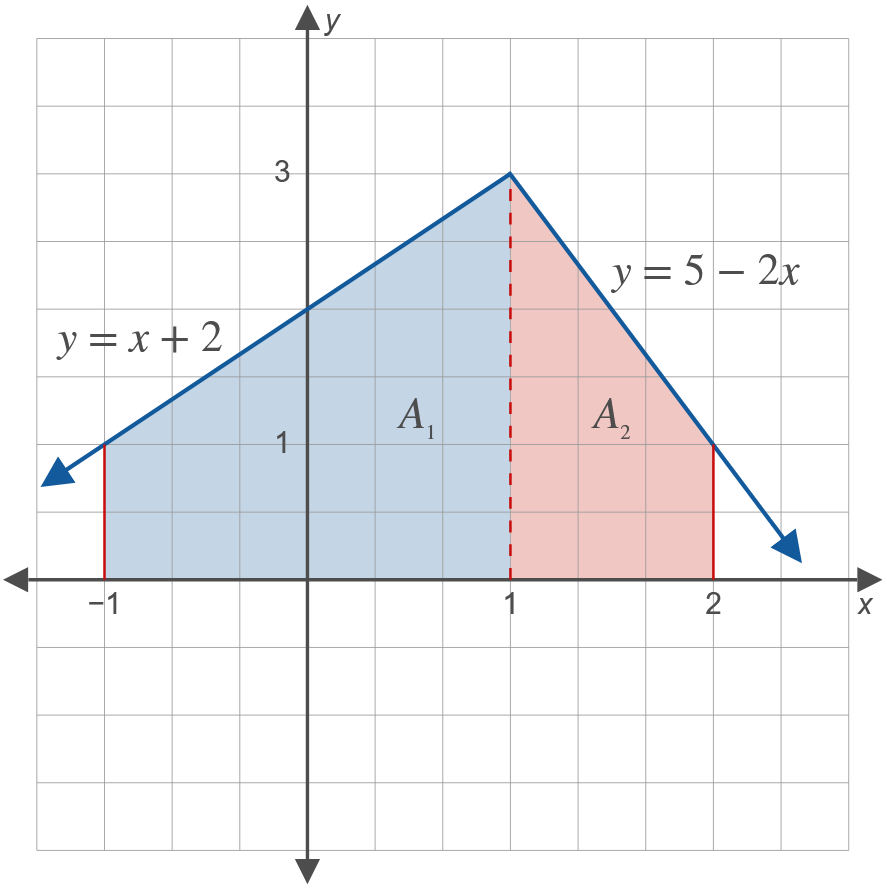 y
3
y = 5 − 2x
y = x + 2
A₁
A₂
1
−1
1
2
x